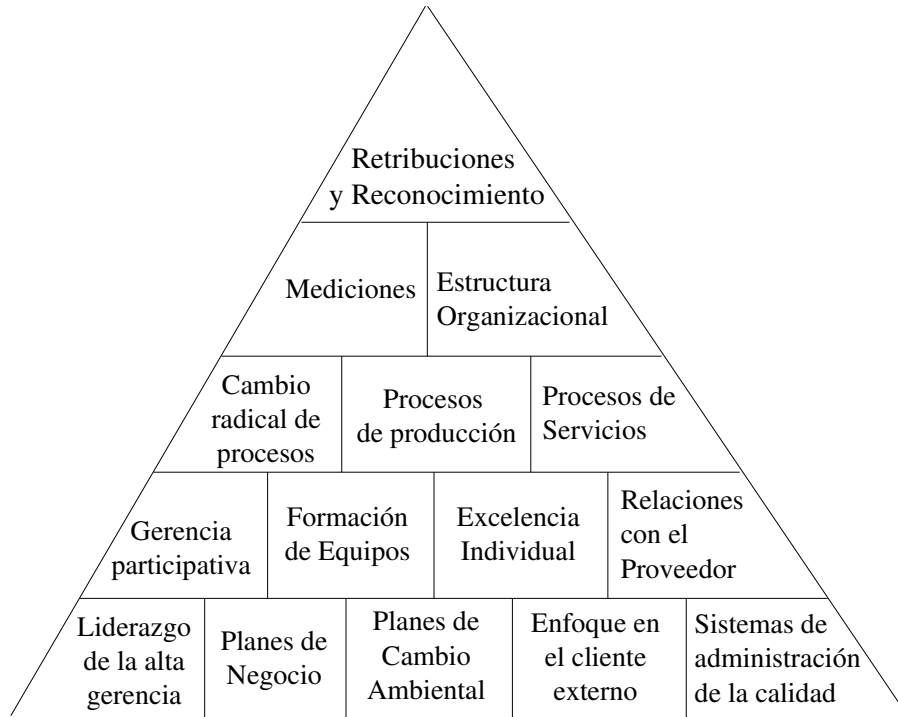 Retribuciones
y Reconocimiento
Mediciones
Estructura
Organizacional
Cambio
radical de
procesos
Procesos
de producción
Procesos de
Servicios
Gerencia
participativa
Formación
de Equipos
Excelencia
Individual
Relaciones
con el
Proveedor
Liderazgo
de la alta
gerencia
Planes de
Negocio
Planes de
Cambio
Ambiental
Enfoque en
el cliente
externo
Sistemas de
administración
de la calidad